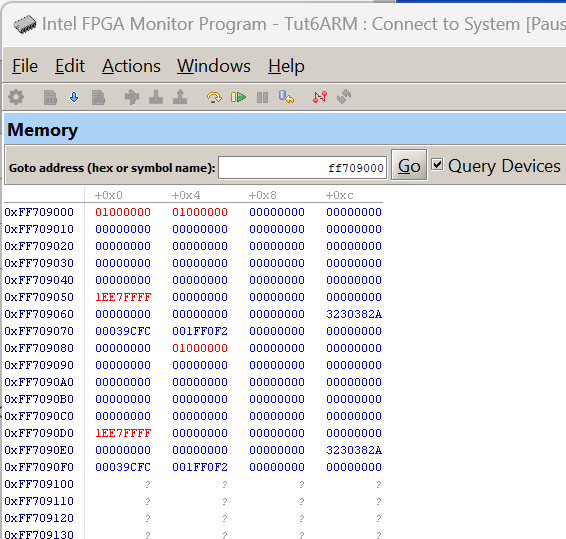 Intel FPGA Monitor Program - Tut6ARM : Connect to System [Paus
File Edit Actions Windows Help
Memory
Goto address (hex or symbol name): ff709000 Go Query Devices
+0x0 +0x4 +0x8 +0xc
0xFF709000 01000000 01000000 00000000 00000000
0xFF709010 00000000 00000000 00000000 00000000
0xFF709020 00000000 00000000 00000000 00000000
0xFF709030 00000000 00000000 00000000 00000000
0xFF709040 00000000 00000000 00000000 00000000
0xFF709050 1EE7FFFF 00000000 00000000 00000000
0xFF709060 00000000 00000000 00000000 3230382A
0xFF709070 00039CFC 001FF0F2 00000000 00000000
0xFF709080 00000000 01000000 00000000 00000000
0xFF709090 00000000 00000000 00000000 00000000
0xFF7090A0 00000000 00000000 00000000 00000000
0xFF7090B0 00000000 00000000 00000000 00000000
0xFF7090C0 00000000 00000000 00000000 00000000
0xFF7090D0 1EE7FFFF 00000000 00000000 00000000
0xFF7090E0 00000000 00000000 00000000 3230382A
0xFF7090F0 00039CFC 001FF0F2 00000000 00000000
0xFF709100 ? ? ? ?
0xFF709110 ? ? ? ?
0xFF709120 ? ? ? ?
0xFF709130 ? ? ? ?